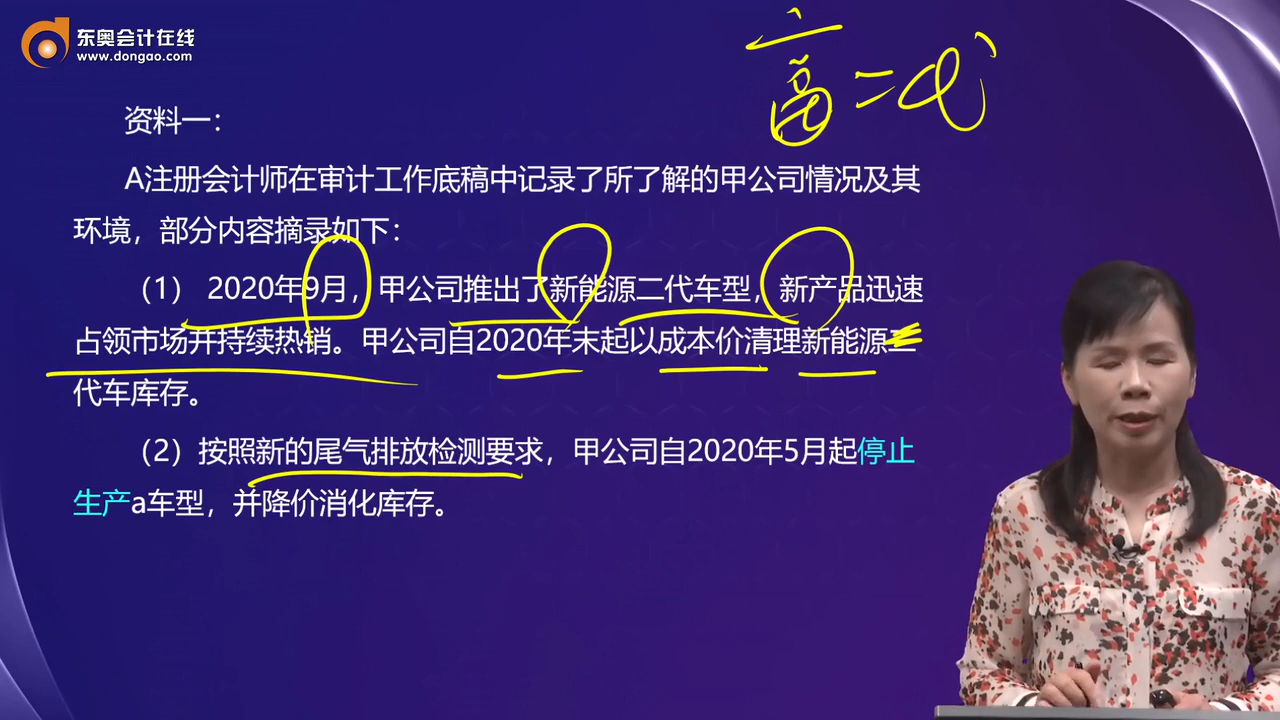 东奥会计在线
www.dongao.com
资料一：
A注册会计师在审计工作底稿中记录了所了解的甲公司情况及其
环境，部分内容摘录如下：
（1） 2020年9月，甲公司推出了新能源二代车型，新产品迅速
占领市场并持续热销。甲公司自2020年末起以成本价清理新能源
代车库存。
（2）按照新的尾气排放检测要求，甲公司自2020年5月起停止
生产a车型，并降价消化库存。